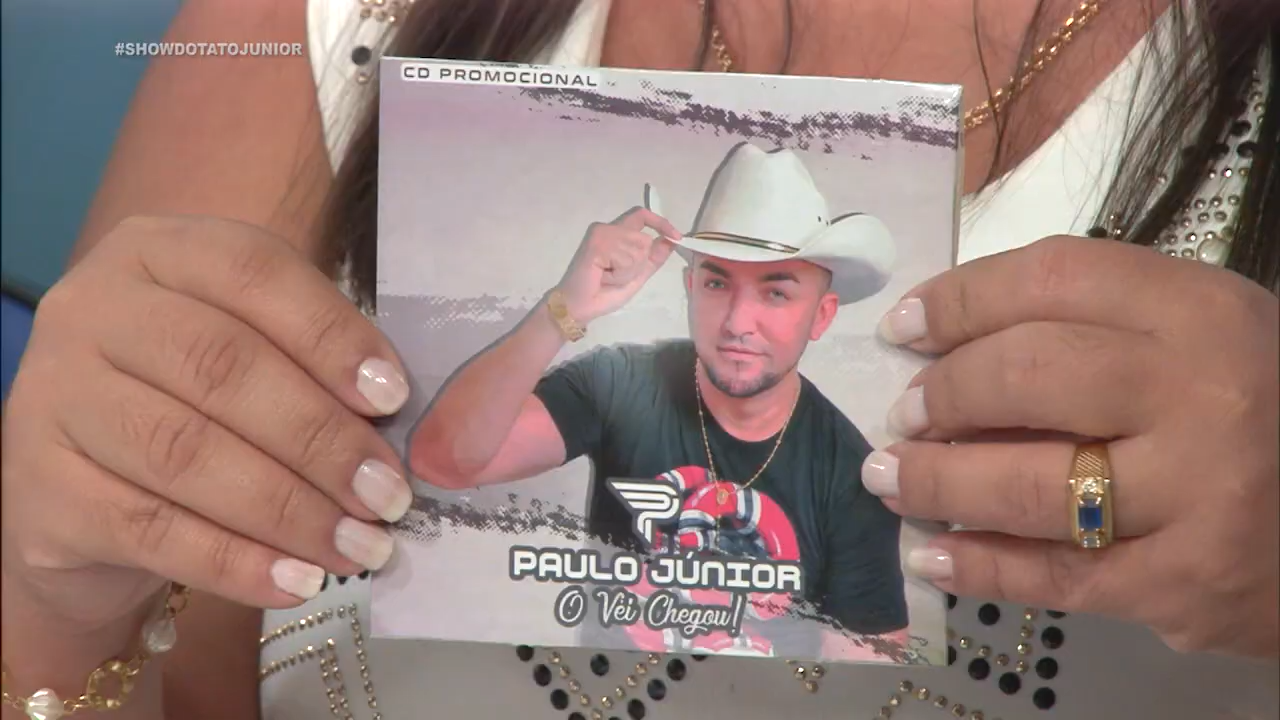 #SHOWDOTATOJUNIOR
CD PROMOCIONAL
PAULO JÚNIOR
O Véi Chegou!